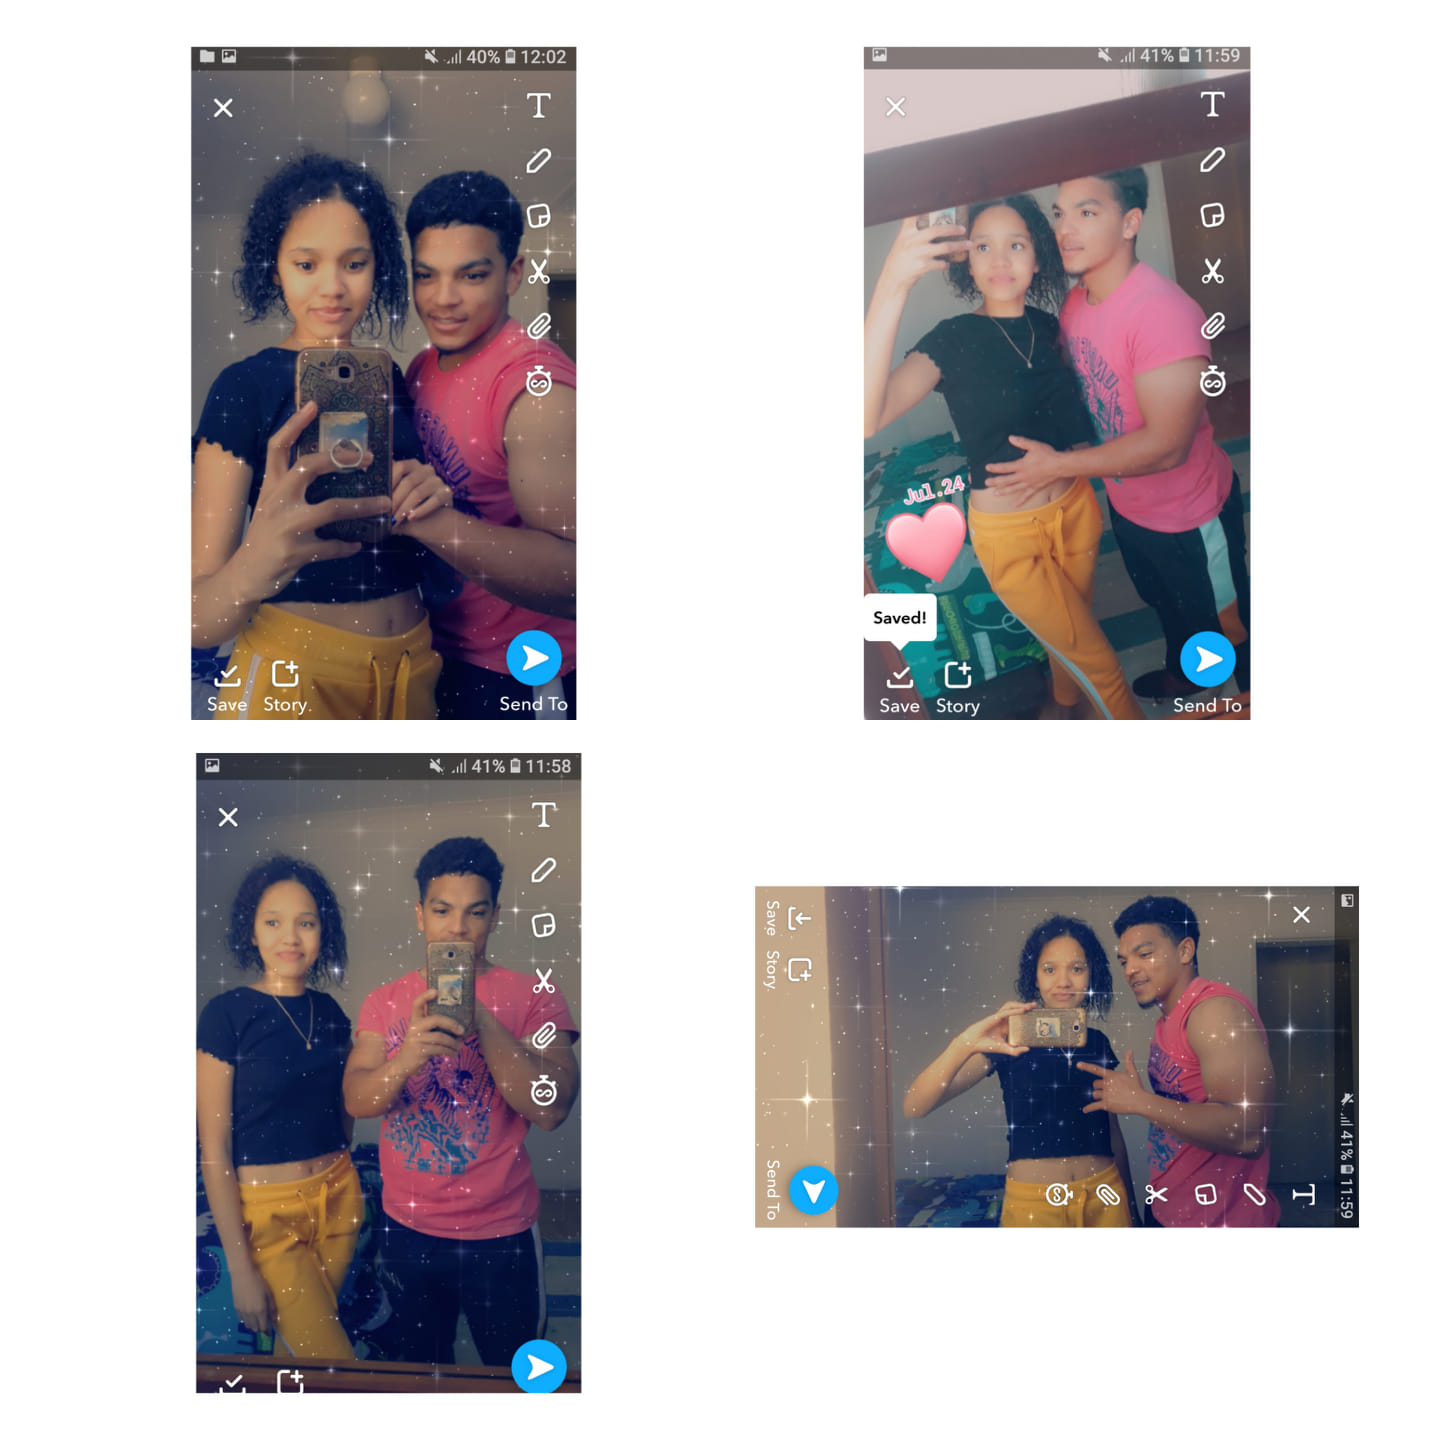 40% 12:02
T
Save Story
Send To
41% 11:59
T
Jul.24
Saved!
Save Story
Send To
41% 11:58
T
41% 11:59
T
Save Story
Send To